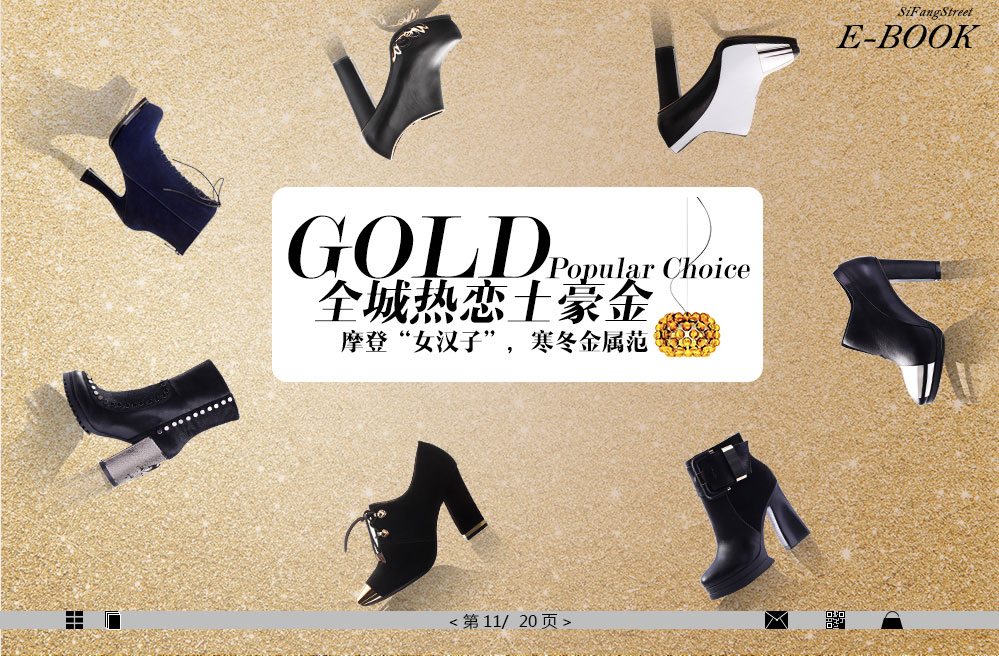 SiFangStreet
E-BOOK
GOLD
Popular Choice
全城热恋土豪金
摩登“女汉子”，寒冬金属范
< 第 11/ 20 页 >